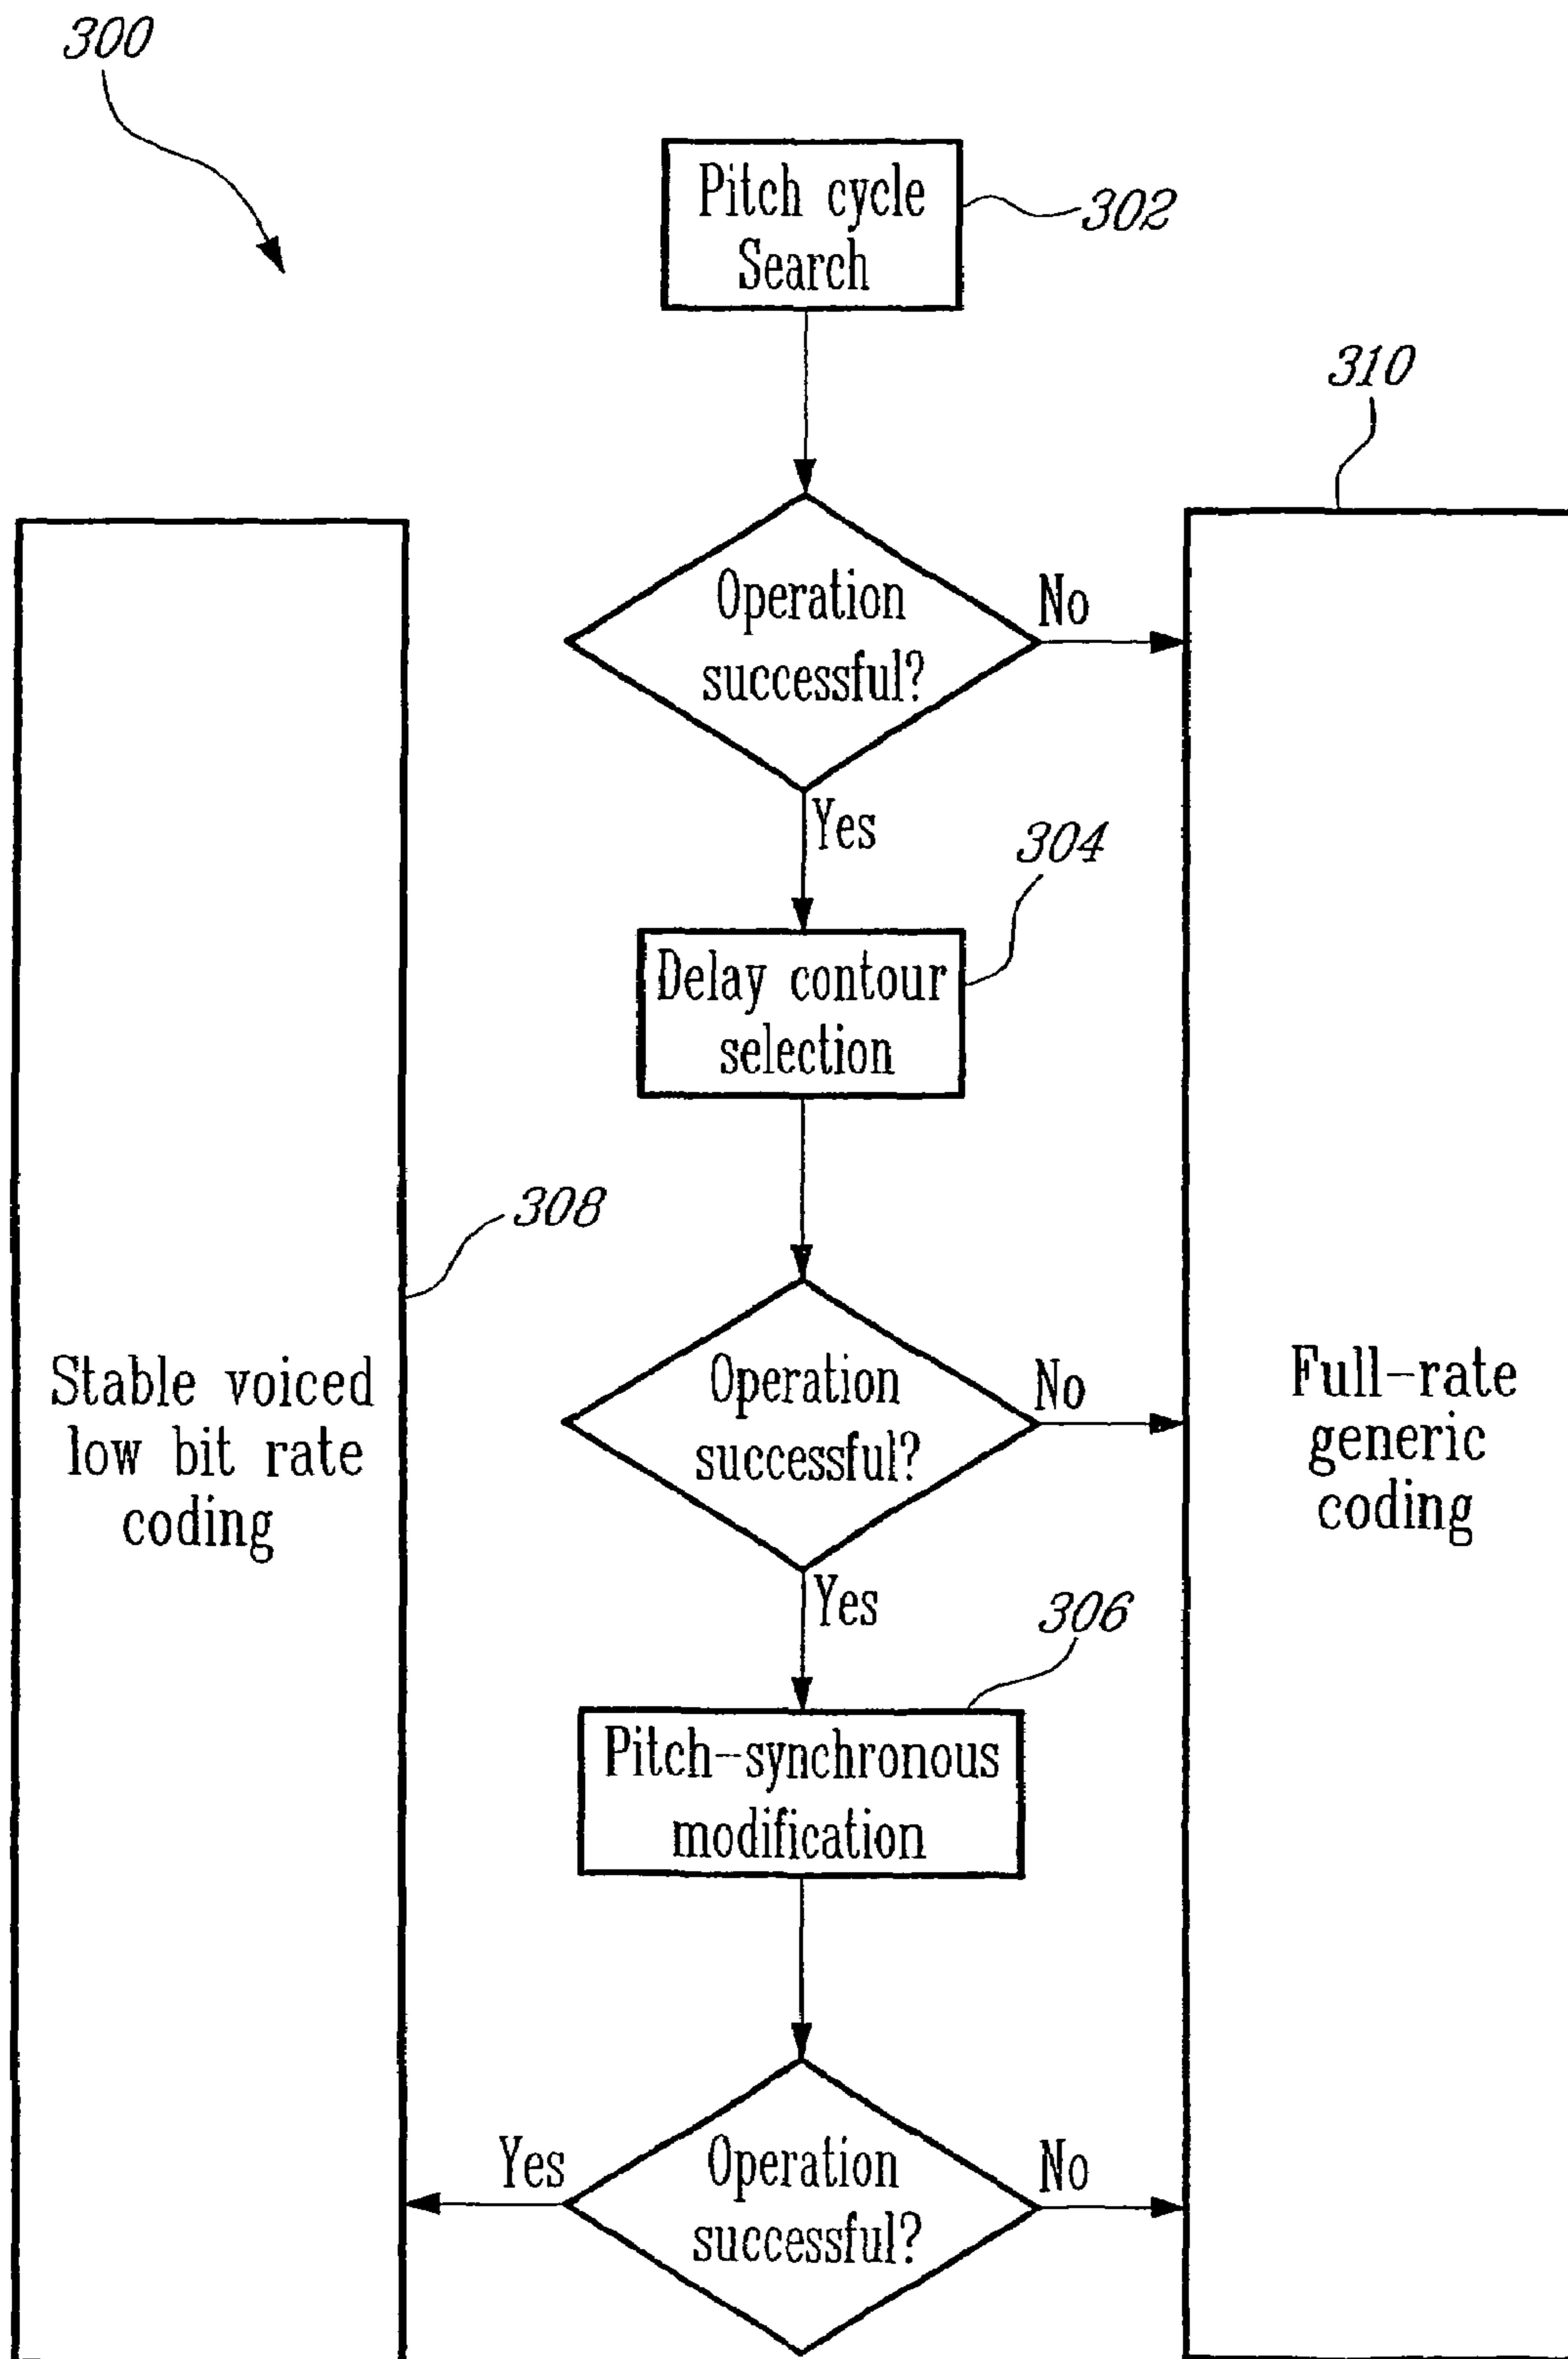 300
Pitch cycle
Search
302
310
Operation
successful?
No
Yes
304
Delay contour
selection
308
Stable voiced
low bit rate
coding
Operation
successful?
No
Full-rate
generic
coding
Yes
306
Pitch-synchronous
modification
Yes
Operation
successful?
No